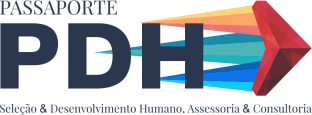 PASSAPORTE
PDH
Seleção & Desenvolvimento Humano, Assessoria & Consultoria